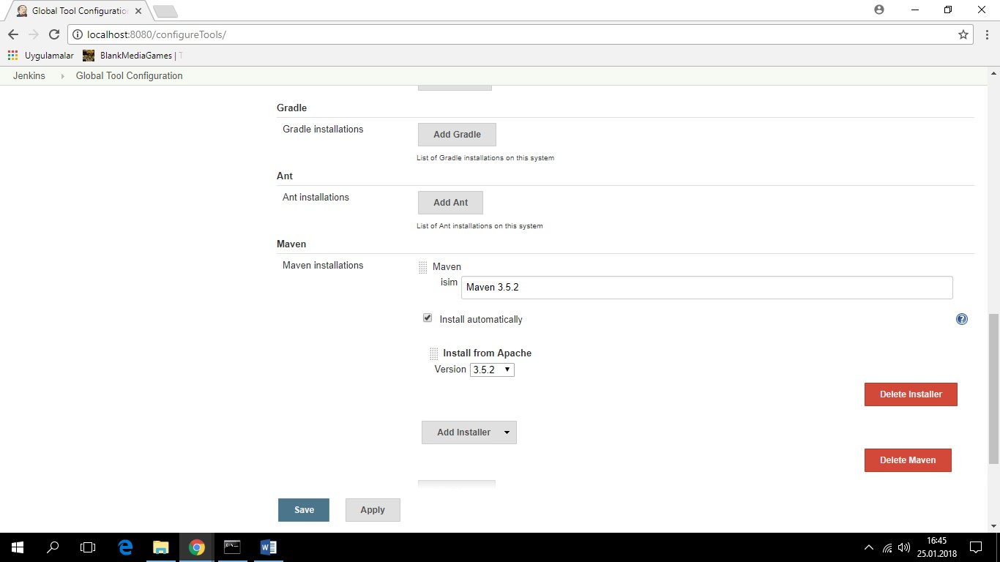 Global Tool Configuratio
localhost:8080/configureTools/
Uygulamalar BlankMediaGames | T
Jenkins Global Tool Configuration
Gradle
Gradle installations Add Gradle
List of Gradle installations on this system
Ant
Ant installations Add Ant
List of Ant installations on this system
Maven
Maven installations Maven
isim Maven 3.5.2
Install automatically
Install from Apache
Version 3.5.2
Delete Installer
Add Installer
Delete Maven
Save Apply
16:45
25.01.2018